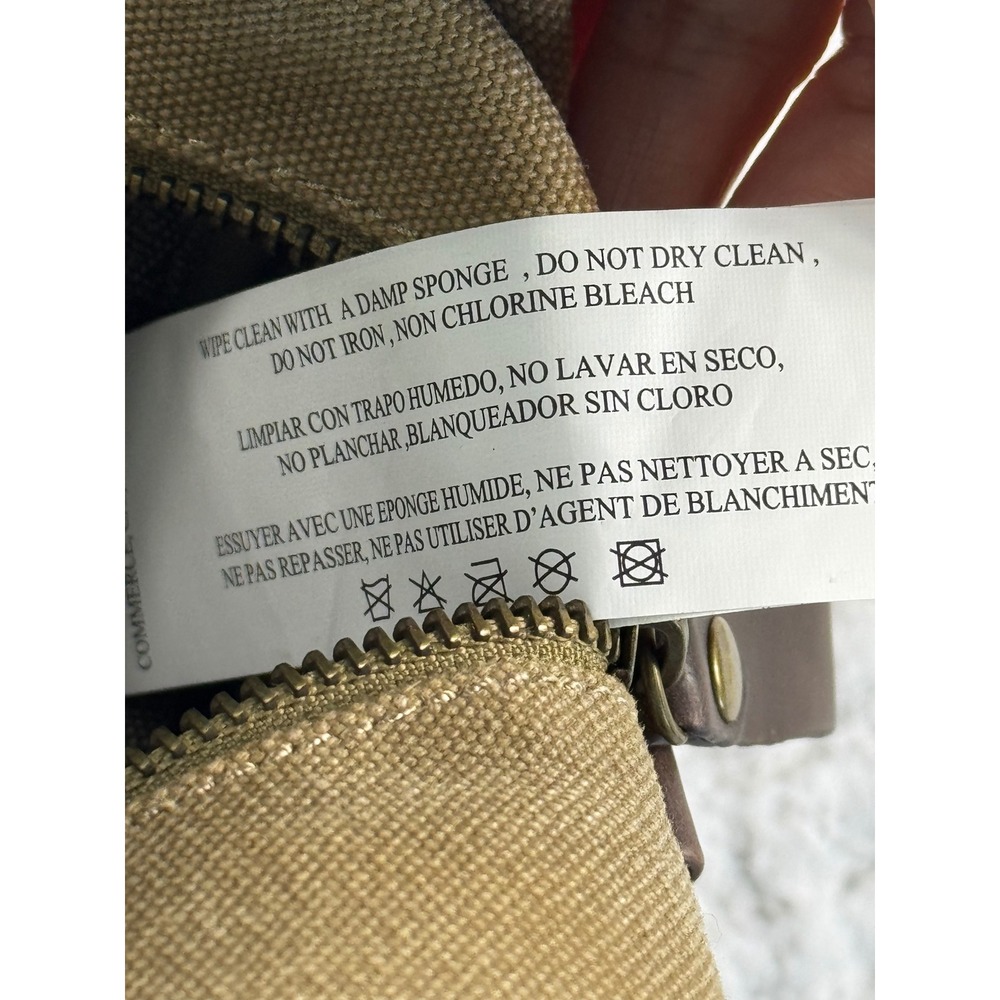 WIPE CLEAN WITH A DAMP SPONGE , DO NOT DRY CLEAN ,
DO NOT IRON , NON CHLORINE BLEACH
LIMPIAR CON TRAPO HUMEDO, NO LAVAR EN SECO,
NO PLANCHAR ,BLANQUEADOR SIN CLORO
ESSUYER AVEC UNE EPONGE HUMIDE, NE PAS NETTOYER A SEC,
NE PAS REPASSER, NE PAS UTILISER D’AGENT DE BLANCHIMENT
COMMERCE,